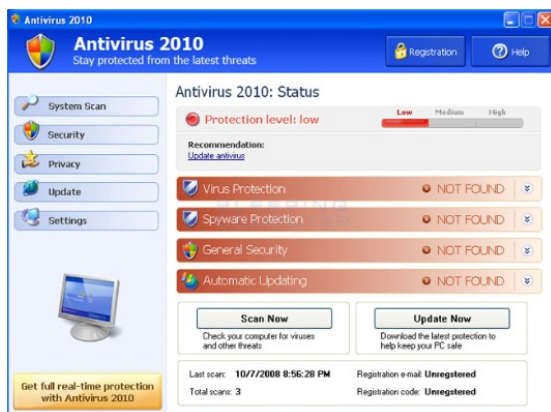 Antivirus 2010
Antivirus 2010
Stay protected from the latest threats
Registration
Help
System Scan
Security
Privacy
Update
Settings
Get full real-time protection
with Antivirus 2010
Antivirus 2010: Status
Protection level: low
Low Medium High
Recommendation:
Update antivirus
Virus Protection NOT FOUND
Spyware Protection NOT FOUND
General Security NOT FOUND
Automatic Updating NOT FOUND
Scan Now
Check your computer for viruses
and other threats
Update Now
Download the latest protection to
help keep your PC safe
Last scan: 10/7/2008 8:56:28 PM
Total scans: 3
Registration e-mail: Unregstered
Registration code: Unregstered